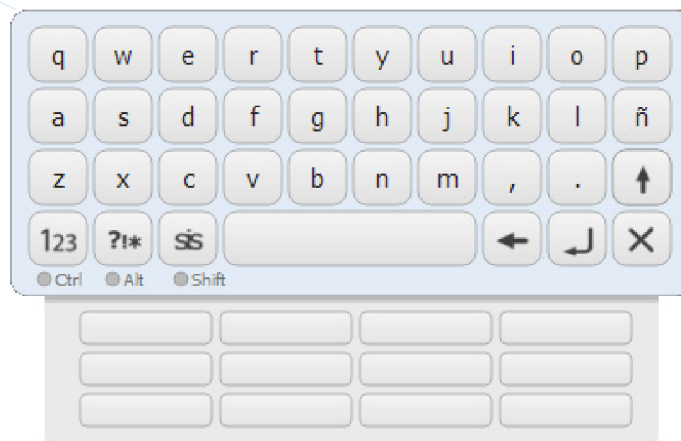 q w e r t y u i o p
a s d f g h j k l ñ
z x c v b n m , .
123 ?!* sis
Ctrl Alt Shift